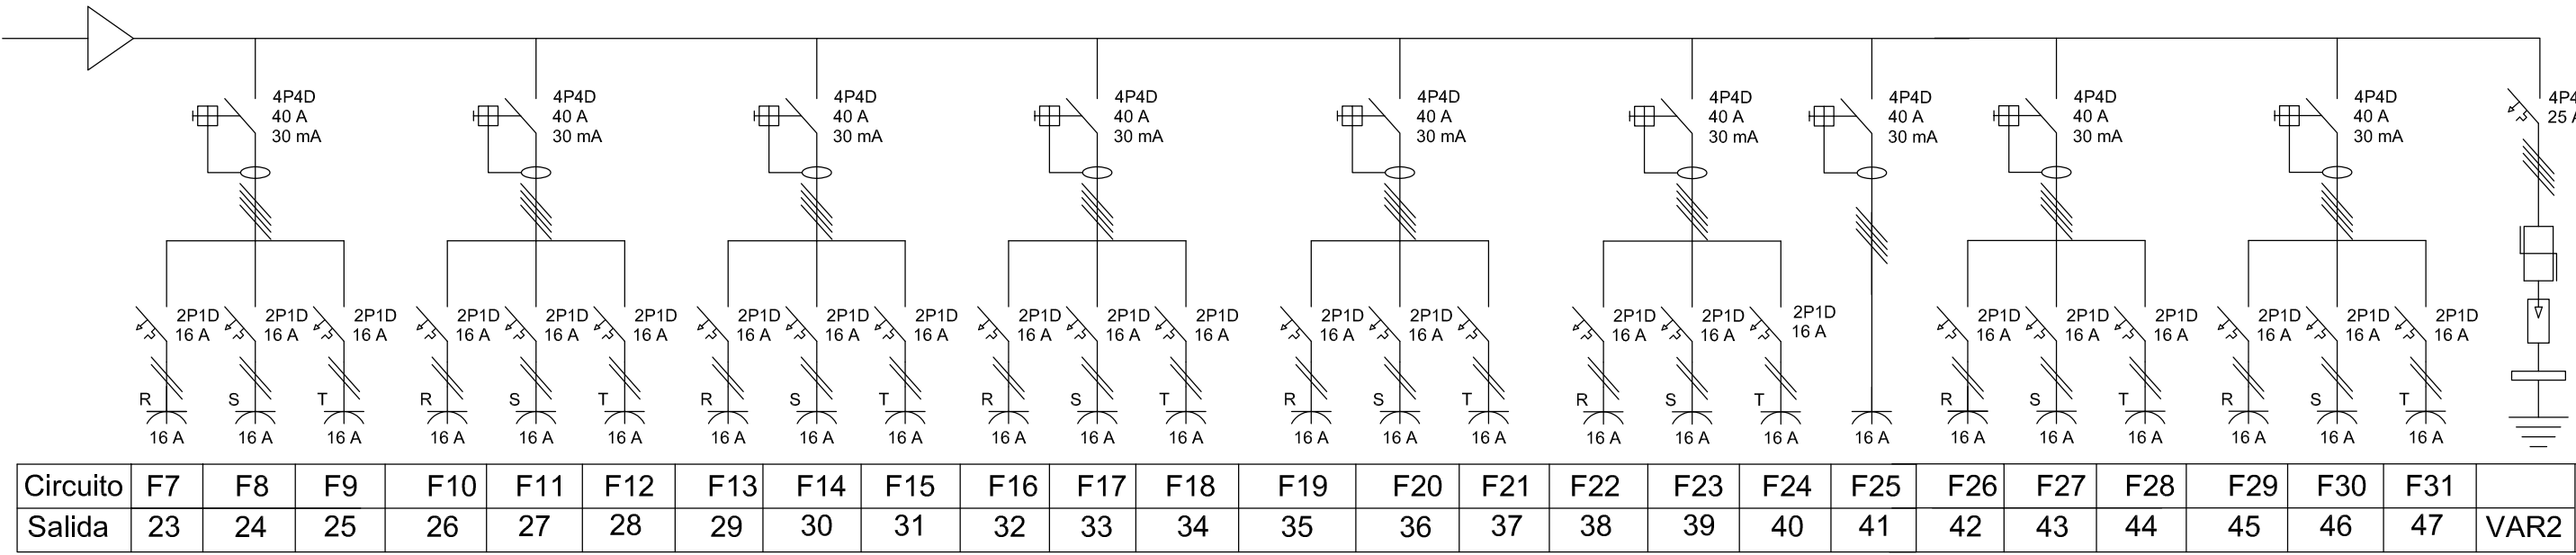 4P4D 4P4D 4P4D 4P4D 4P4D 4P4D 4P4D 4P4D 4P4D 4P4
40 A 40 A 40 A 40 A 40 A 40 A 40 A 40 A 40 A 25 A
30 mA 30 mA 30 mA 30 mA 30 mA 30 mA 30 mA 30 mA 30 mA
2P1D 2P1D 2P1D 2P1D 2P1D 2P1D 2P1D 2P1D 2P1D 2P1D 2P1D 2P1D 2P1D 2P1D 2P1D 2P1D 2P1D 2P1D 2P1D 2P1D 2P1D 2P1D 2P1D
16 A 16 A 16 A 16 A 16 A 16 A 16 A 16 A 16 A 16 A 16 A 16 A 16 A 16 A 16 A 16 A 16 A 16 A 16 A 16 A 16 A 16 A 16 A
R S T R S T R S T R S T R S T R S T R S T R S T
16 A 16 A 16 A 16 A 16 A 16 A 16 A 16 A 16 A 16 A 16 A 16 A 16 A 16 A 16 A 16 A 16 A 16 A 16 A 16 A 16 A 16 A 16 A 16 A 16 A
Circuito F7 F8 F9 F10 F11 F12 F13 F14 F15 F16 F17 F18 F19 F20 F21 F22 F23 F24 F25 F26 F27 F28 F29 F30 F31
Salida 23 24 25 26 27 28 29 30 31 32 33 34 35 36 37 38 39 40 41 42 43 44 45 46 47 VAR2